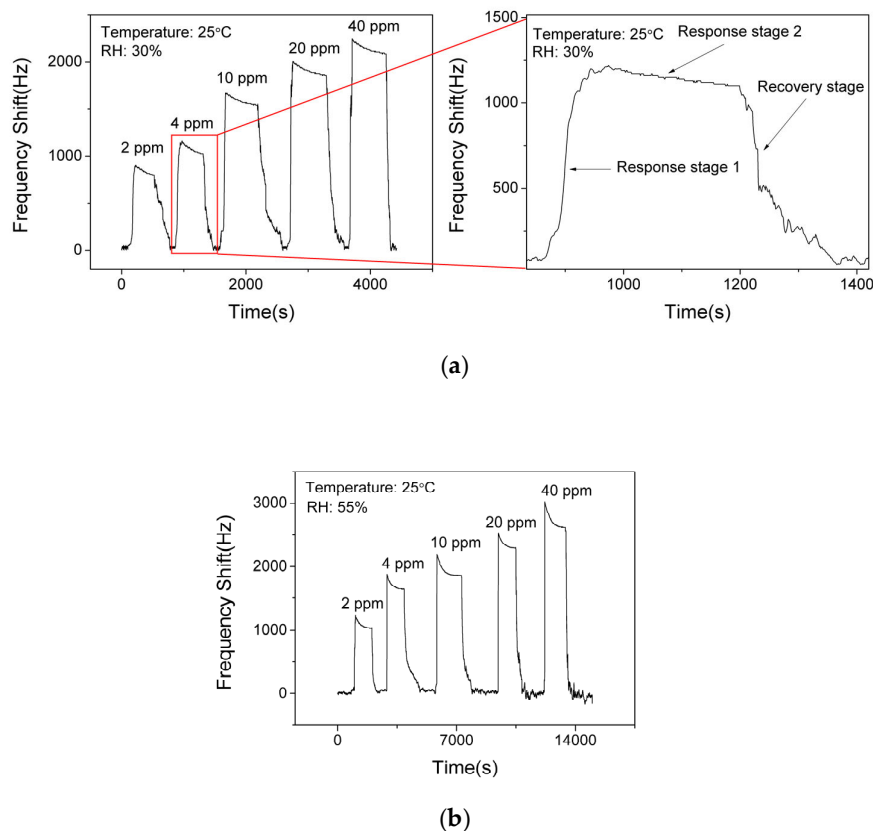 Temperature: 25°C
RH: 30%
2 ppm
4 ppm
10 ppm
20 ppm
40 ppm
2000
1000
0
Frequency Shift(Hz)
0
2000
4000
Time(s)
1500
1000
500
Frequency Shift(Hz)
Temperature: 25°C
RH: 30%
Response stage 2
Recovery stage
Response stage 1
1000
1200
1400
Time(s)
(a)
Temperature: 25°C
RH: 55%
2 ppm
4 ppm
10 ppm
20 ppm
40 ppm
3000
2000
1000
0
Frequency Shift(Hz)
0
7000
14000
Time(s)
(b)